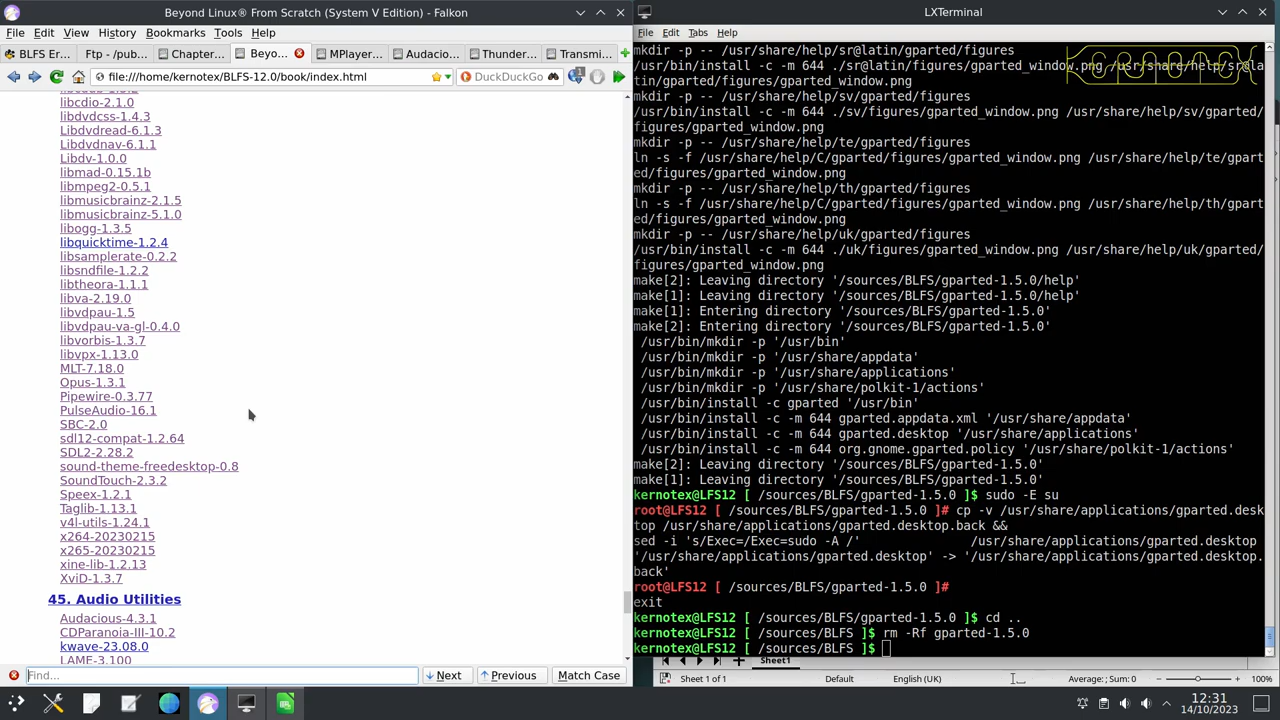 Beyond Linux® From Scratch (System V Edition) - Falkon
File Edit View History Bookmarks Tools Help
BLFS Er... Ftp - /pub... Chapter... Beyo... MPlayer... Audacio... Thunder... Transmi...
file:///home/kernotex/BLFS-12.0/book/index.html
DuckDuckGo
libcdio-2.1.0
libdvdcss-1.4.3
Libdvdread-6.1.3
Libdvdnav-6.1.1
Libdv-1.0.0
libmad-0.15.1b
libmpeg2-0.5.1
libmusicbrainz-2.1.5
libmusicbrainz-5.1.0
libogg-1.3.5
libquicktime-1.2.4
libsamplerate-0.2.2
libsndfile-1.2.2
libtheora-1.1.1
libva-2.19.0
libvdpau-1.5
libvdpau-va-gl-0.4.0
libvorbis-1.3.7
libvpx-1.13.0
MLT-7.18.0
Opus-1.3.1
Pipewire-0.3.77
PulseAudio-16.1
SBC-2.0
sdl12-compat-1.2.64
SDL2-2.28.2
sound-theme-freedesktop-0.8
SoundTouch-2.3.2
Speex-1.2.1
Taglib-1.13.1
v4l-utils-1.24.1
x264-20230215
x265-20230215
xine-lib-1.2.13
XviD-1.3.7
45. Audio Utilities
Audacious-4.3.1
CDParanoia-III-10.2
kwave-23.08.0
LAME-3.100
Find...
Next Previous Match Case
LXTerminal
File Edit Tabs Help
mkdir -p -- /usr/share/help/sr@latin/gparted/figures
/usr/bin/install -c -m 644 ./sr@latin/figures/gparted_window.png /usr/share/help/sr@la
tin/gparted/figures/gparted_window.png
mkdir -p -- /usr/share/help/sv/gparted/figures
/usr/bin/install -c -m 644 ./sv/figures/gparted_window.png /usr/share/help/sv/gparted/
figures/gparted_window.png
mkdir -p -- /usr/share/help/te/gparted/figures
ln -s -f /usr/share/help/C/gparted/figures/gparted_window.png /usr/share/help/te/gpart
ed/figures/gparted_window.png
mkdir -p -- /usr/share/help/th/gparted/figures
ln -s -f /usr/share/help/C/gparted/figures/gparted_window.png /usr/share/help/th/gpart
ed/figures/gparted_window.png
mkdir -p -- /usr/share/help/uk/gparted/figures
/usr/bin/install -c -m 644 ./uk/figures/gparted_window.png /usr/share/help/uk/gparted/
figures/gparted_window.png
make[2]: Leaving directory '/sources/BLFS/gparted-1.5.0/help'
make[1]: Leaving directory '/sources/BLFS/gparted-1.5.0/help'
make[1]: Entering directory '/sources/BLFS/gparted-1.5.0'
make[2]: Entering directory '/sources/BLFS/gparted-1.5.0'
/usr/bin/mkdir -p '/usr/bin'
/usr/bin/mkdir -p '/usr/share/appdata'
/usr/bin/mkdir -p '/usr/share/applications'
/usr/bin/mkdir -p '/usr/share/polkit-1/actions'
/usr/bin/install -c gparted '/usr/bin'
/usr/bin/install -c -m 644 gparted.appdata.xml '/usr/share/appdata'
/usr/bin/install -c -m 644 gparted.desktop '/usr/share/applications'
/usr/bin/install -c -m 644 org.gnome.gparted.policy '/usr/share/polkit-1/actions'
make[2]: Leaving directory '/sources/BLFS/gparted-1.5.0'
make[1]: Leaving directory '/sources/BLFS/gparted-1.5.0'
kernotex@LFS12 [ /sources/BLFS/gparted-1.5.0 ]$ sudo -E su
root@LFS12 [ /sources/BLFS/gparted-1.5.0 ]# cp -v /usr/share/applications/gparted.desk
top /usr/share/applications/gparted.desktop.back &&
sed -i 's/Exec=/Exec=sudo -A /' /usr/share/applications/gparted.desktop
'/usr/share/applications/gparted.desktop' -> '/usr/share/applications/gparted.desktop.
back'
root@LFS12 [ /sources/BLFS/gparted-1.5.0 ]#
exit
kernotex@LFS12 [ /sources/BLFS/gparted-1.5.0 ]$ cd ..
kernotex@LFS12 [ /sources/BLFS ]$ rm -Rf gparted-1.5.0
kernotex@LFS12 [ /sources/BLFS ]$
Sheet1
Sheet 1 of 1 Default English (UK) Average: ; Sum: 0 100%
12:31
14/10/2023